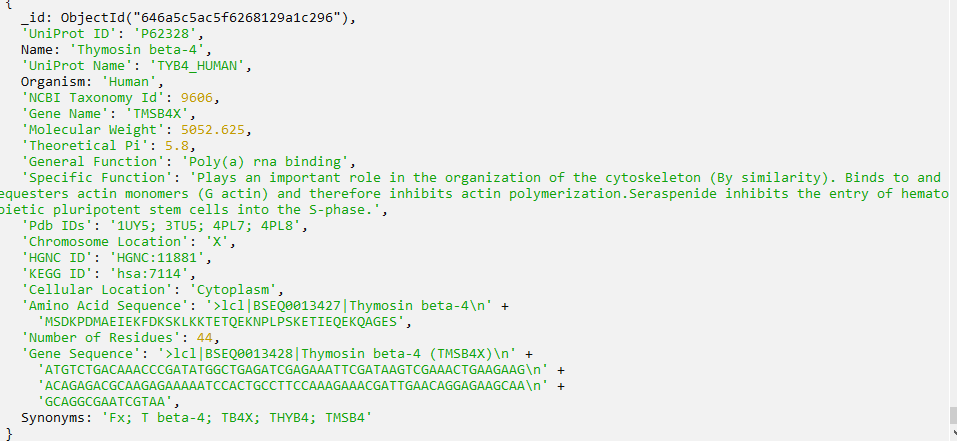 {
_id: ObjectId("646a5c5ac5f6268129a1c296"),
'UniProt ID': 'P62328',
Name: 'Thymosin beta-4',
'UniProt Name': 'TYB4_HUMAN',
Organism: 'Human',
'NCBI Taxonomy Id': 9606,
'Gene Name': 'TMSB4X',
'Molecular Weight': 5052.625,
'Theoretical Pi': 5.8,
'General Function': 'Poly(a) rna binding',
'Specific Function': 'Plays an important role in the organization of the cytoskeleton (By similarity). Binds to and
equesters actin monomers (G actin) and therefore inhibits actin polymerization.Seraspenide inhibits the entry of hemato
oietic pluripotent stem cells into the S-phase.',
'Pdb IDs': '1UY5; 3TU5; 4PL7; 4PL8',
'Chromosome Location': 'X',
'HGNC ID': 'HGNC:11881',
'KEGG ID': 'hsa:7114',
'Cellular Location': 'Cytoplasm',
'Amino Acid Sequence': '>lcl|BSEQ0013427|Thymosin beta-4\n' +
'MSDKPDMAEIEKFDKSKLKKTETQEKNPLPSKETIEQEKQAGES',
'Number of Residues': 44,
'Gene Sequence': '>lcl|BSEQ0013428|Thymosin beta-4 (TMSB4X)\n' +
'ATGTCTGACAAACCCGATATGGCTGAGATCGAGAAATTCGATAAGTCGAAACTGAAGAAG\n' +
'ACAGAGACGCAAGAGAAAAATCCACTGCCTTCCAAAGAAACGATTGAACAGGAGAAGCAA\n' +
'GCAGGCGAATCGTAA',
Synonyms: 'Fx; T beta-4; TB4X; THYB4; TMSB4'
}